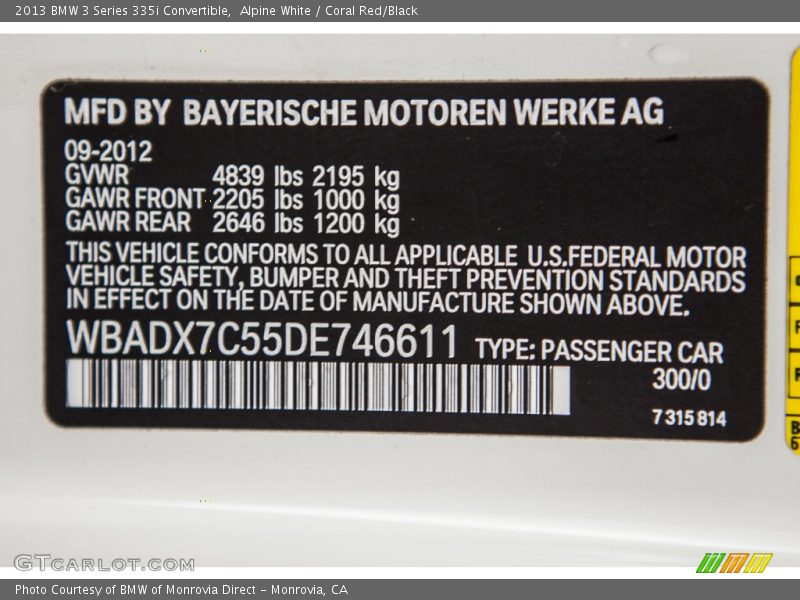 2013 BMW 3 Series 335i Convertible,  Alpine White / Coral Red/Black
MFD BY BAYERISCHE MOTOREN WERKE AG
09-2012
GVWR 4839 lbs 2195 kg
GAWR FRONT 2205 lbs 1000 kg
GAWR REAR 2646 lbs 1200 kg
THIS VEHICLE CONFORMS TO ALL APPLICABLE U.S.FEDERAL MOTOR
VEHICLE SAFETY, BUMPER AND THEFT PREVENTION STANDARDS
IN EFFECT ON THE DATE OF MANUFACTURE SHOWN ABOVE.
WBADX7C55DE746611 TYPE: PASSENGER CAR
300/0
7 315 814
GTCARLOT.COM
Photo Courtesy of BMW of Monrovia Direct – Monrovia, CA